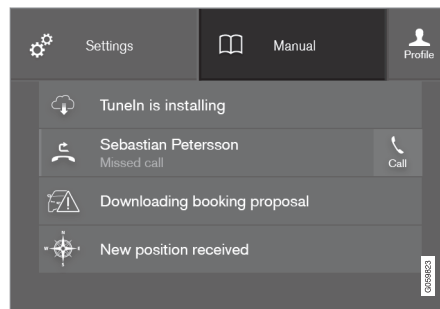 Settings
Manual
Profile
TuneIn is installing
Sebastian Petersson
Missed call
Call
Downloading booking proposal
N
W E
S
New position received
G059823